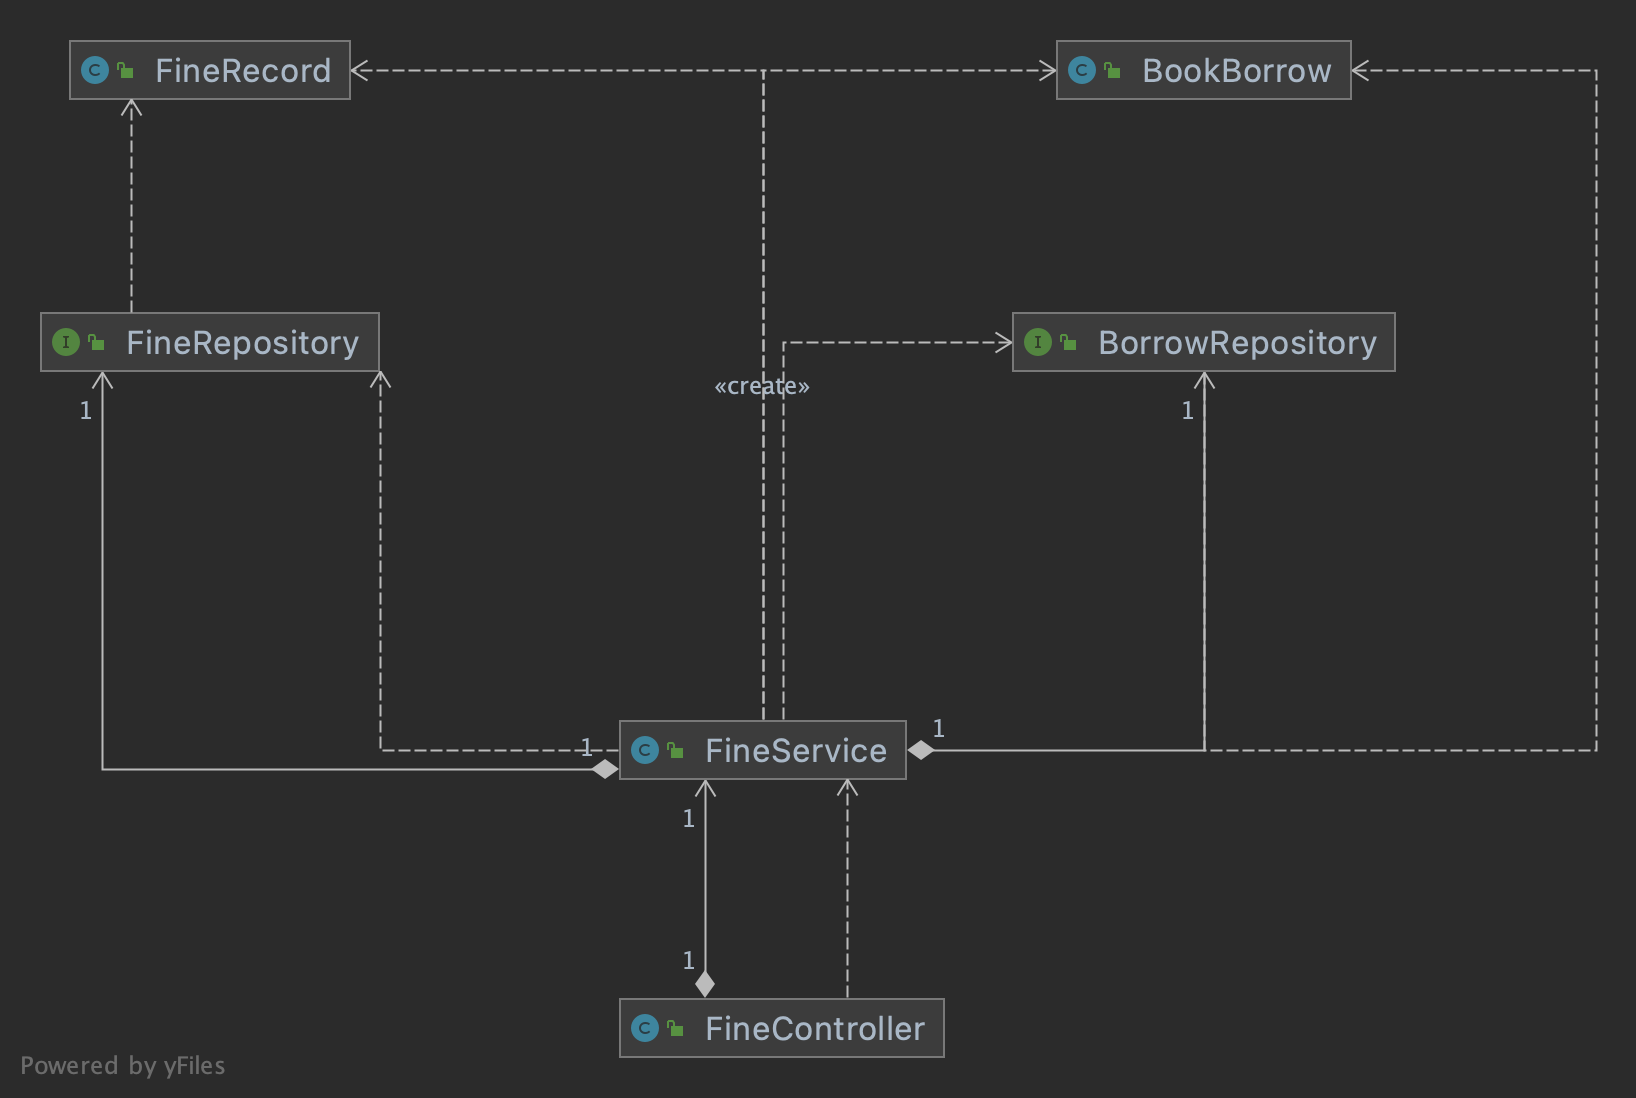 C FineRecord
C BookBorrow
I FineRepository
I BorrowRepository
«create»
1
1
1
1
C FineService
1
1
C FineController
Powered by yFiles